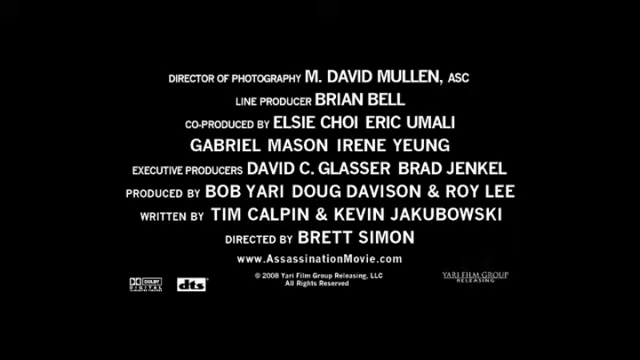 DIRECTOR OF PHOTOGRAPHY M. DAVID MULLEN, ASC
LINE PRODUCER BRIAN BELL
CO-PRODUCED BY ELSIE CHOI ERIC UMALI
GABRIEL MASON IRENE YEUNG
EXECUTIVE PRODUCERS DAVID C. GLASSER BRAD JENKEL
PRODUCED BY BOB YARI DOUG DAVISON & ROY LEE
WRITTEN BY TIM CALPIN & KEVIN JAKUBOWSKI
DIRECTED BY BRETT SIMON
www.AssassinationMovie.com
© 2008 Yari Film Group Releasing, LLC
All Rights Reserved
DOLBY
DIGITAL
dts
YARI FILM GROUP
RELEASING